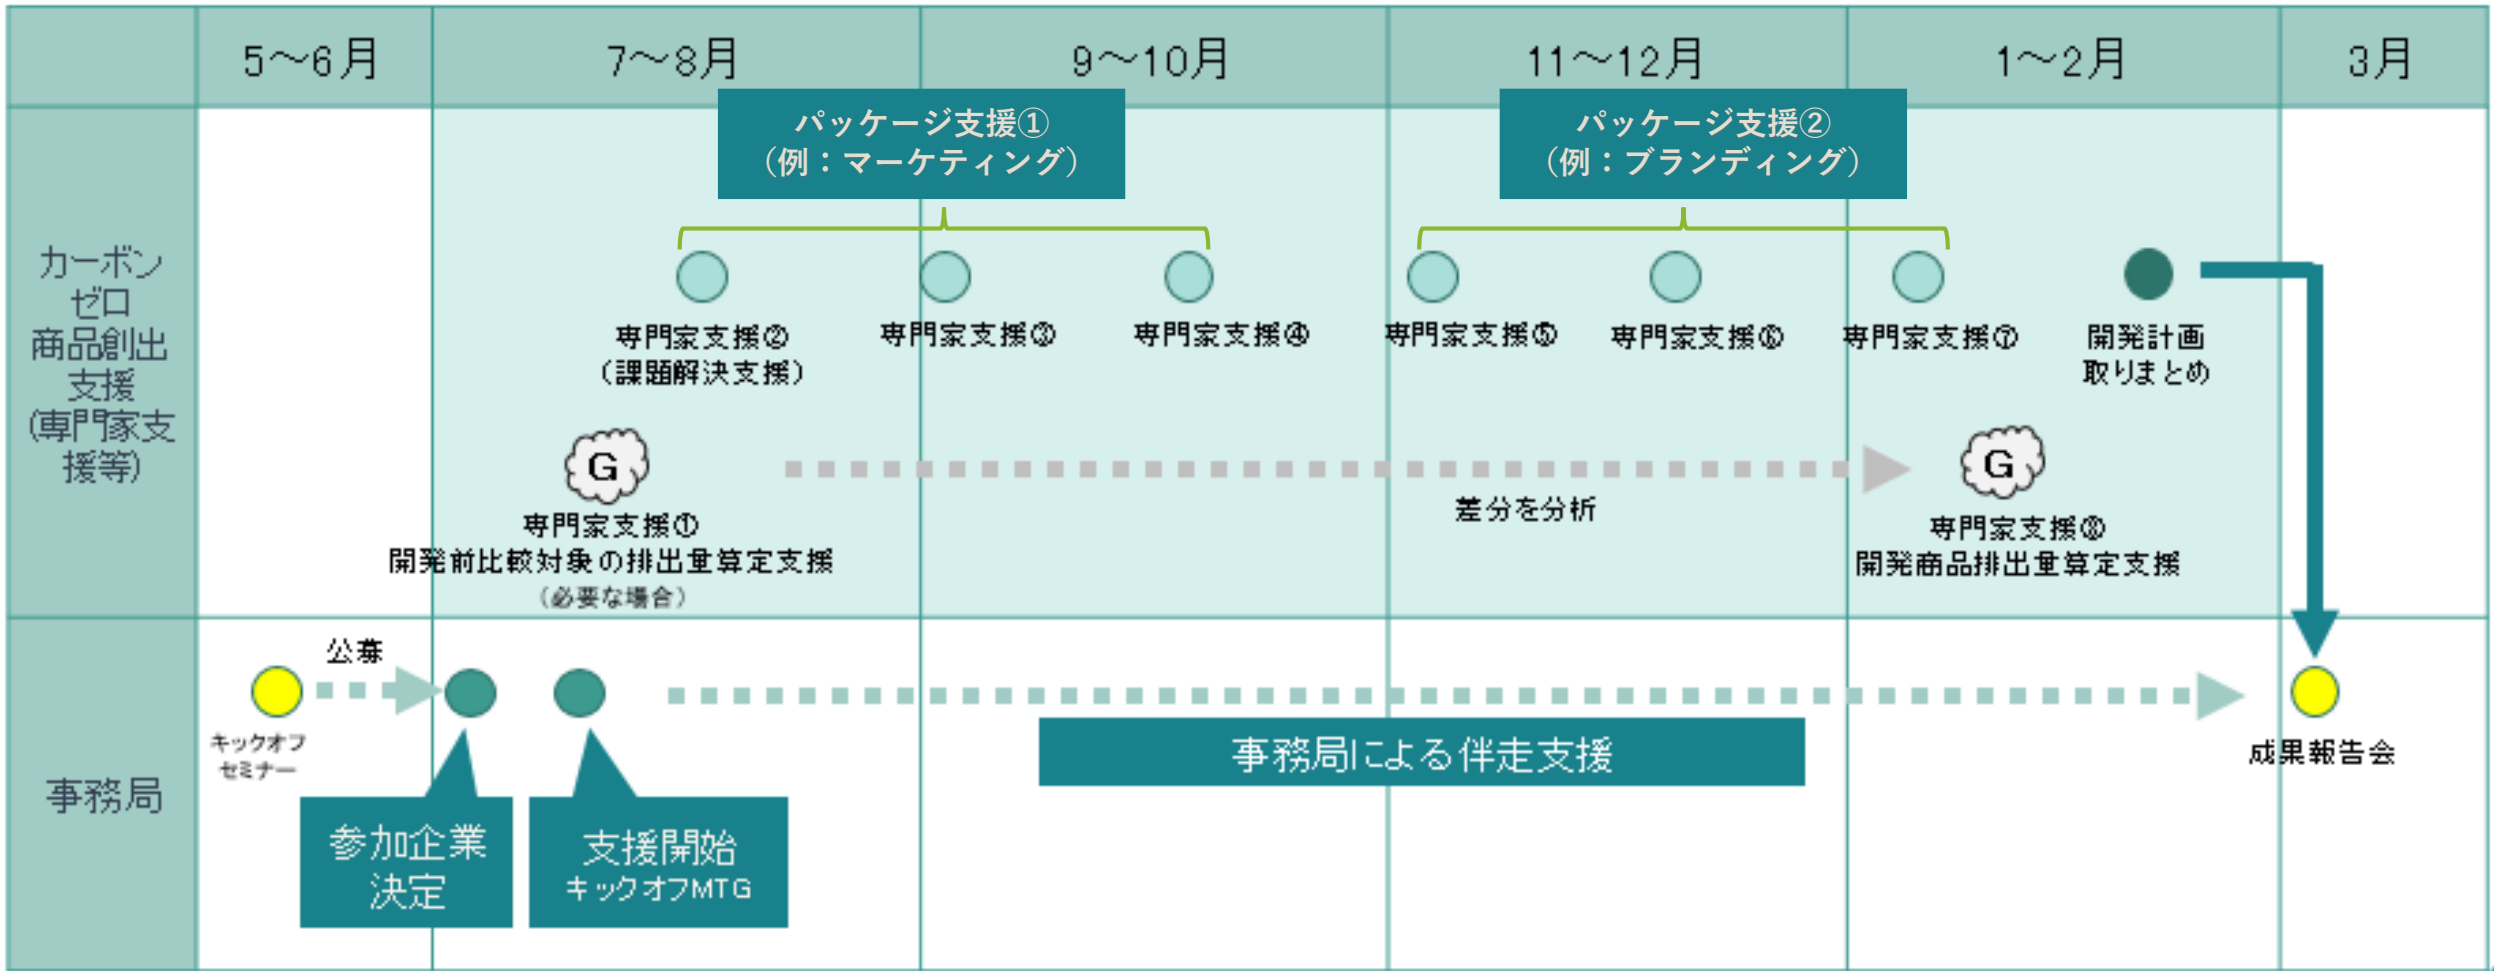 5～6月
7～8月
9～10月
11～12月
1～2月
3月
パッケージ支援①
（例：マーケティング）
パッケージ支援②
（例：ブランディング）
カーボン
ゼロ
商品創出
支援
(専門家支
援等)
専門家支援②
（課題解決支援）
専門家支援③
専門家支援④
専門家支援⑤
専門家支援⑥
専門家支援⑦
開発計画
取りまとめ
G
専門家支援①
開発前比較対象の排出量算定支援
（必要な場合）
差分を分析
G
専門家支援⑧
開発商品排出量算定支援
事務局
公募
キックオフ
セミナー
参加企業
決定
支援開始
キックオフMTG
事務局による伴走支援
成果報告会